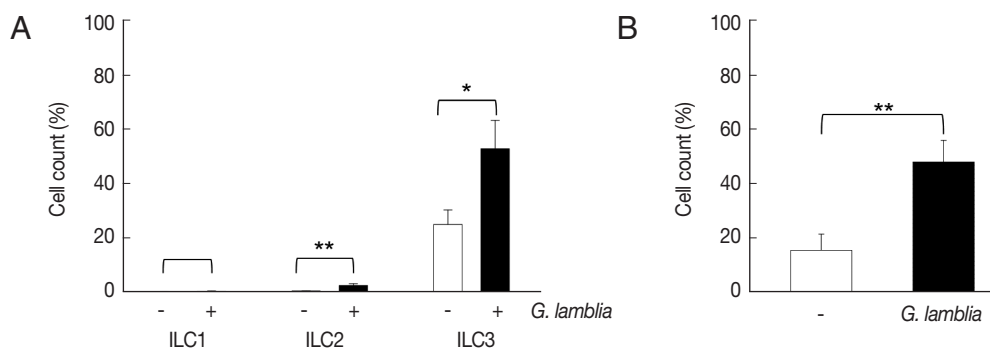 A
Cell count (%)
100
80
60
40
20
0
**
*
- + - + - + G. lamblia
ILC1 ILC2 ILC3
B
Cell count (%)
100
80
60
40
20
0
**
- G. lamblia